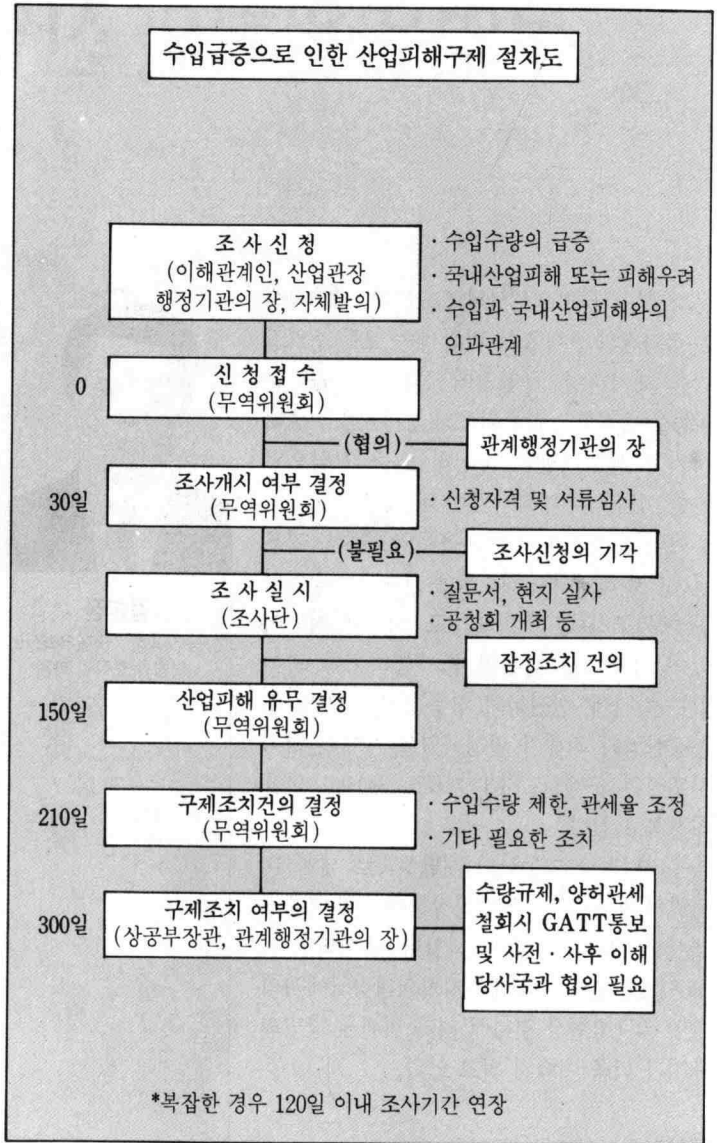 수입급증으로 인한 산업피해구제 절차도
조 사 신 청
(이해관계인, 산업관장
행정기관의 장, 자체발의)
· 수입수량의 급증
· 국내산업피해 또는 피해우려
· 수입과 국내산업피해와의
인과관계
0
신 청 접 수
(무역위원회)
(협의)
관계행정기관의 장
30일
조사개시 여부 결정
(무역위원회)
· 신청자격 및 서류심사
(불필요)
조사신청의 기각
조 사 실 시
(조사단)
· 질문서, 현지 실사
· 공청회 개최 등
잠정조치 건의
150일
산업피해 유무 결정
(무역위원회)
210일
구제조치건의 결정
(무역위원회)
· 수입수량 제한, 관세율 조정
· 기타 필요한 조치
300일
구제조치 여부의 결정
(상공부장관, 관계행정기관의 장)
수량규제, 양허관세
철회시 GATT통보
및 사전 · 사후 이해
당사국과 협의 필요
*복잡한 경우 120일 이내 조사기간 연장